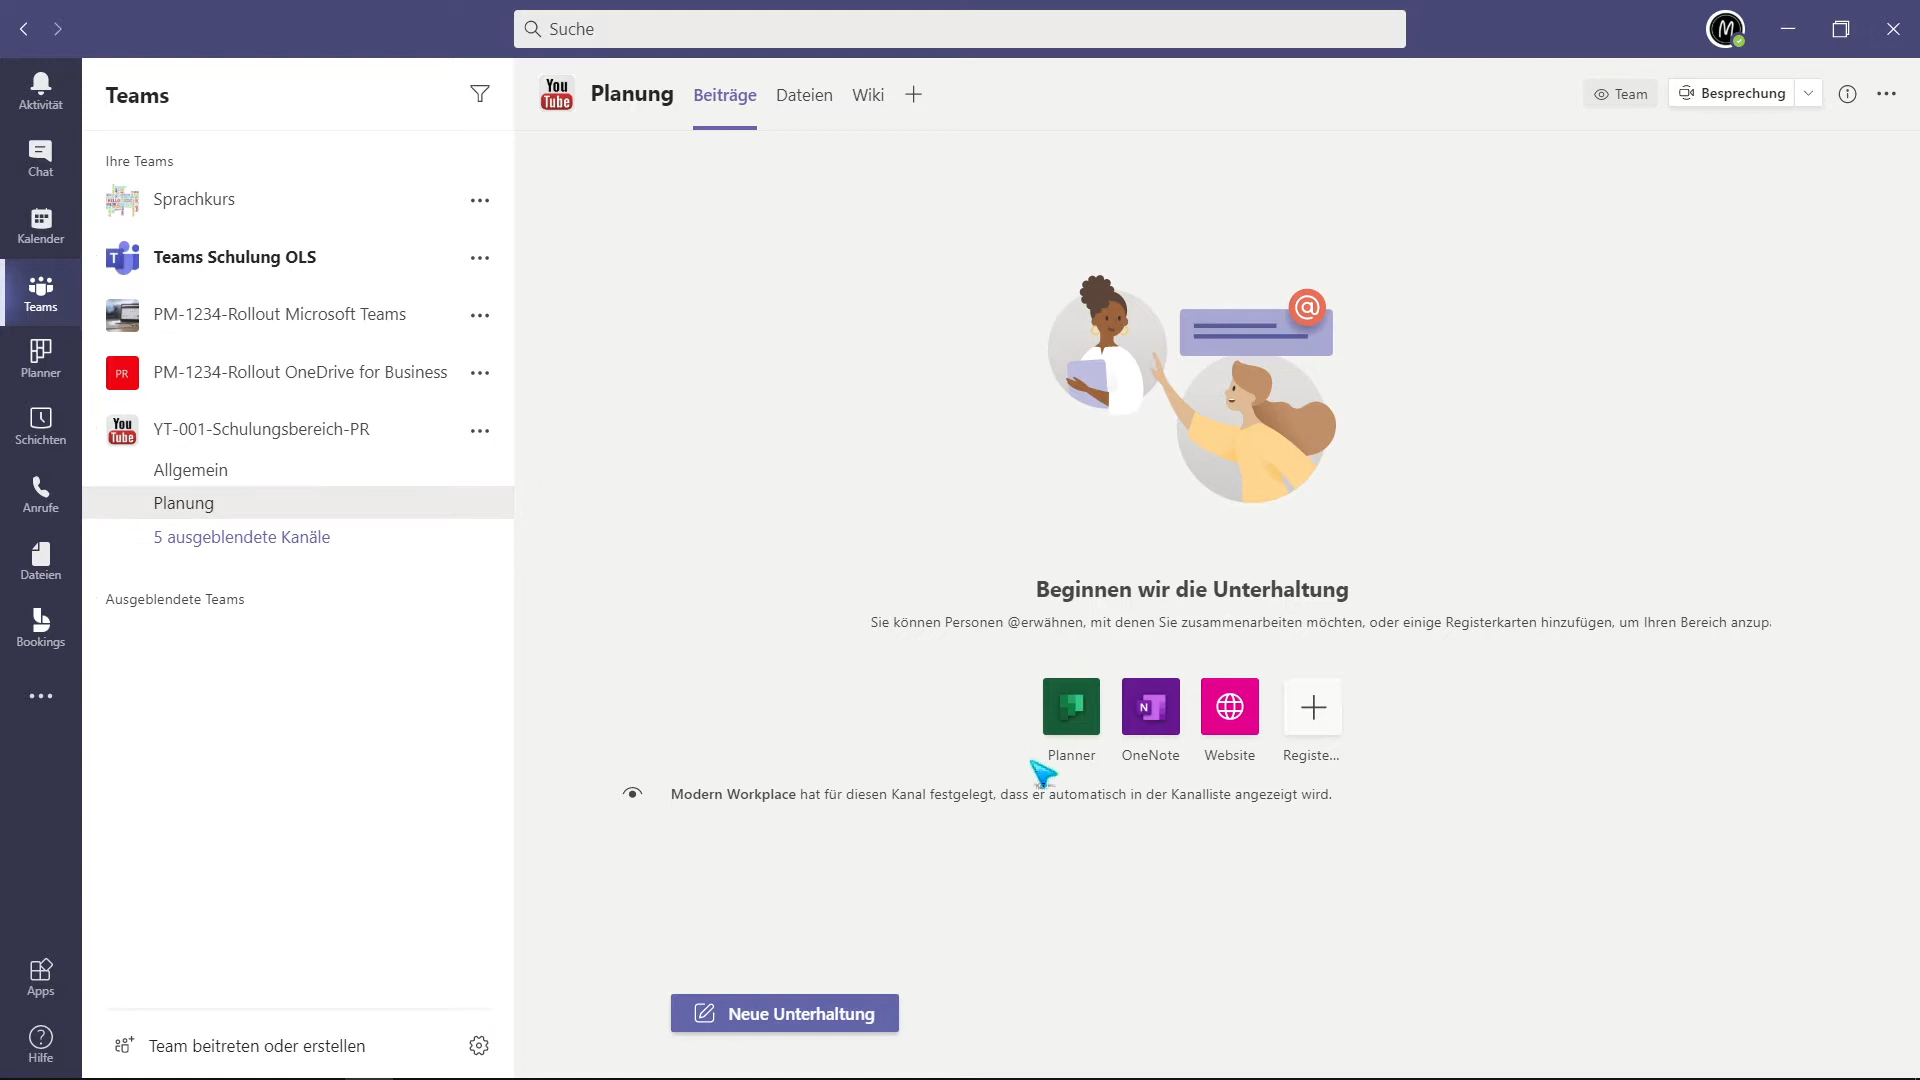 Suche
M
Aktivität
Chat
Kalender
Teams
Planner
Schichten
Anrufe
Dateien
Bookings
Apps
Hilfe
Teams
Ihre Teams
Sprachkurs
T
Teams Schulung OLS
PM-1234-Rollout Microsoft Teams
PR
PM-1234-Rollout OneDrive for Business
You
Tube
YT-001-Schulungsbereich-PR
Allgemein
Planung
5 ausgeblendete Kanäle
Ausgeblendete Teams
Team beitreten oder erstellen
You
Tube
Planung
Beiträge
Dateien
Wiki
Team
Besprechung
@
Beginnen wir die Unterhaltung
Sie können Personen @erwähnen, mit denen Sie zusammenarbeiten möchten, oder einige Registerkarten hinzufügen, um Ihren Bereich anzup
N
Planner
OneNote
Website
Registe...
Modern Workplace hat für diesen Kanal festgelegt, dass er automatisch in der Kanalliste angezeigt wird.
Neue Unterhaltung